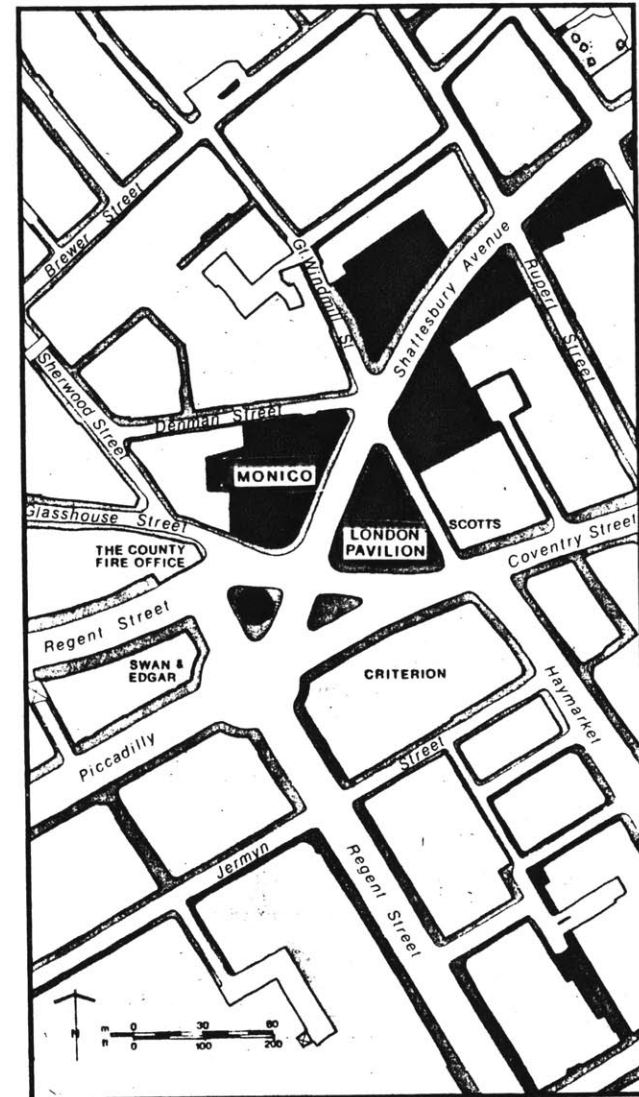 Brewer Street
Gt Windmill St
Shaftesbury Avenue
Rupert Street
Sherwood Street
Denman Street
MONICO
LONDON
PAVILION
SCOTTS
Glasshouse Street
Coventry Street
THE COUNTY
FIRE OFFICE
Regent Street
SWAN &
EDGAR
CRITERION
Haymarket
Piccadilly
Jermyn Street
Regent Street
N
m 0 30 60
ft 0 100 200